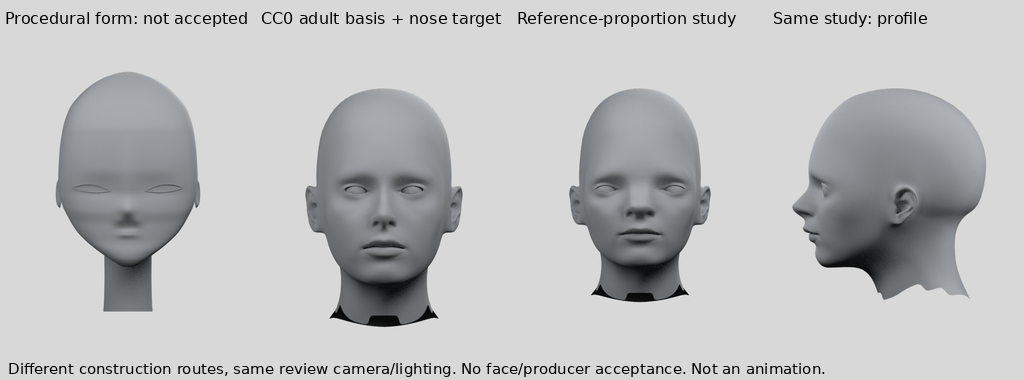 Procedural form: not accepted
CC0 adult basis + nose target
Reference-proportion study
Same study: profile
Different construction routes, same review camera/lighting. No face/producer acceptance. Not an animation.